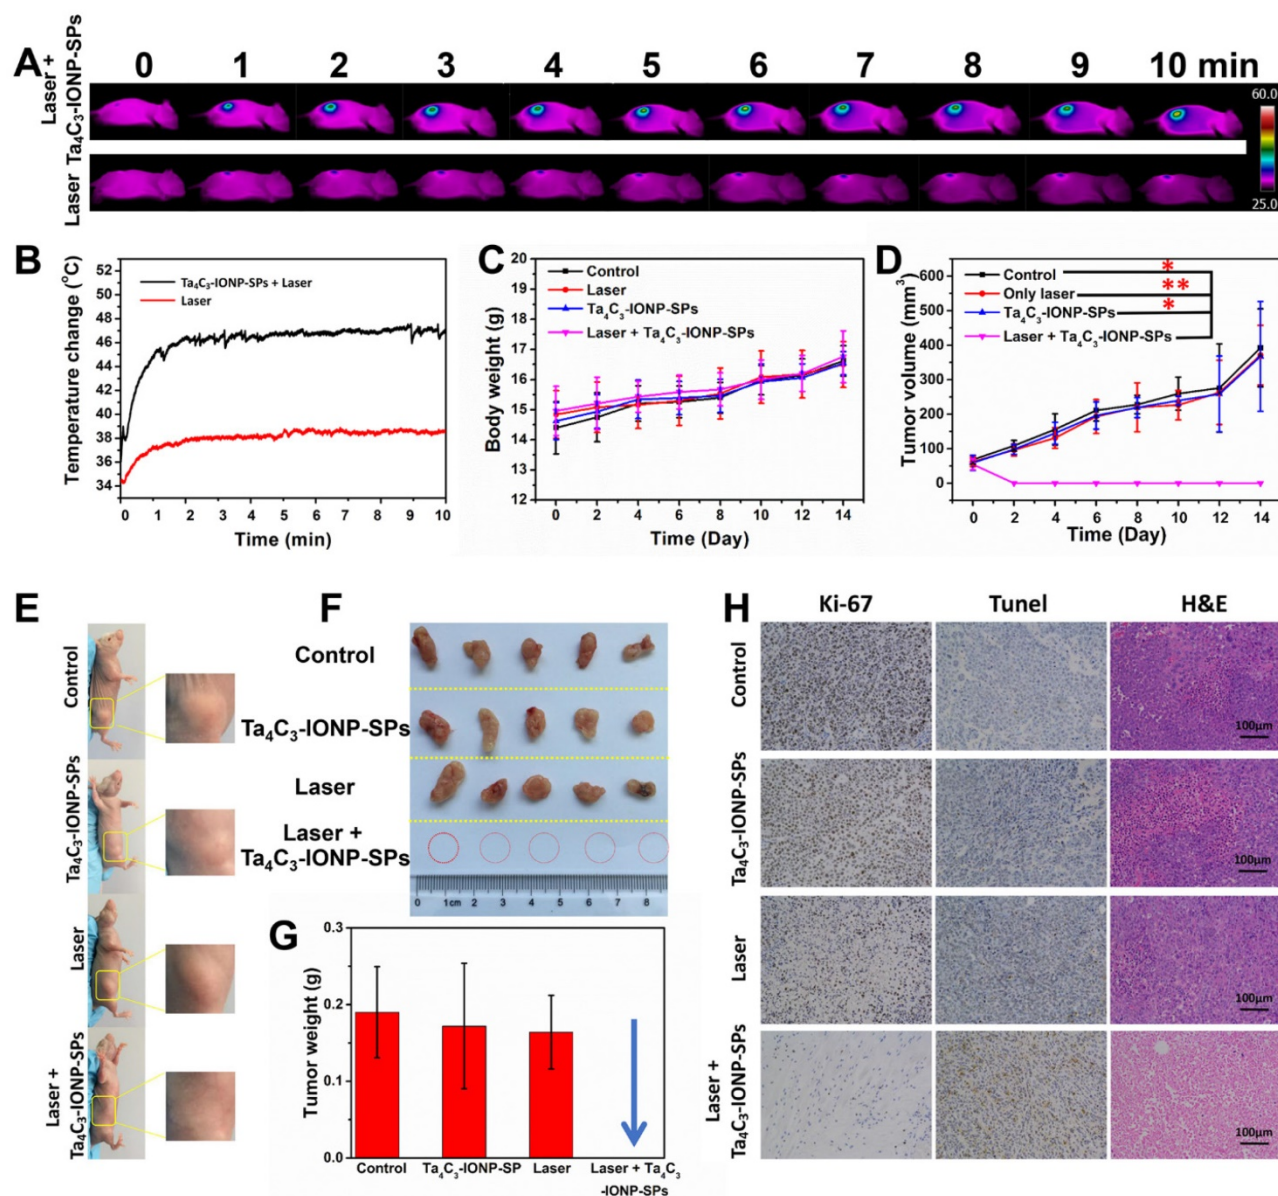 A
Laser +
Ta₄C₃-IONP-SPs
0 1 2 3 4 5 6 7 8 9 10 min
Laser
60.0
25.0
B
Temperature change (°C)
52
50
48
46
44
42
40
38
36
34
Ta₄C₃-IONP-SPs + Laser
Laser
0 1 2 3 4 5 6 7 8 9 10
Time (min)
C
Body weight (g)
20
19
18
17
16
15
14
13
12
Control
Laser
Ta₄C₃-IONP-SPs
Laser + Ta₄C₃-IONP-SPs
0 2 4 6 8 10 12 14
Time (Day)
D
Tumor volume (mm³)
600
500
400
300
200
100
0
Control
Only laser
Ta₄C₃-IONP-SPs
Laser + Ta₄C₃-IONP-SPs
*
**
*
0 2 4 6 8 10 12 14
Time (Day)
E
Control
Ta₄C₃-IONP-SPs
Laser
Laser +
Ta₄C₃-IONP-SPs
F
Control
Ta₄C₃-IONP-SPs
Laser
Laser +
Ta₄C₃-IONP-SPs
0 1cm 2 3 4 5 6 7 8
G
Tumor weight (g)
0.3
0.2
0.1
0.0
Control Ta₄C₃-IONP-SP Laser Laser + Ta₄C₃
-IONP-SPs
H
Ki-67 Tunel H&E
Control
100μm
Ta₄C₃-IONP-SPs
100μm
Laser
100μm
Laser +
Ta₄C₃-IONP-SPs
100μm